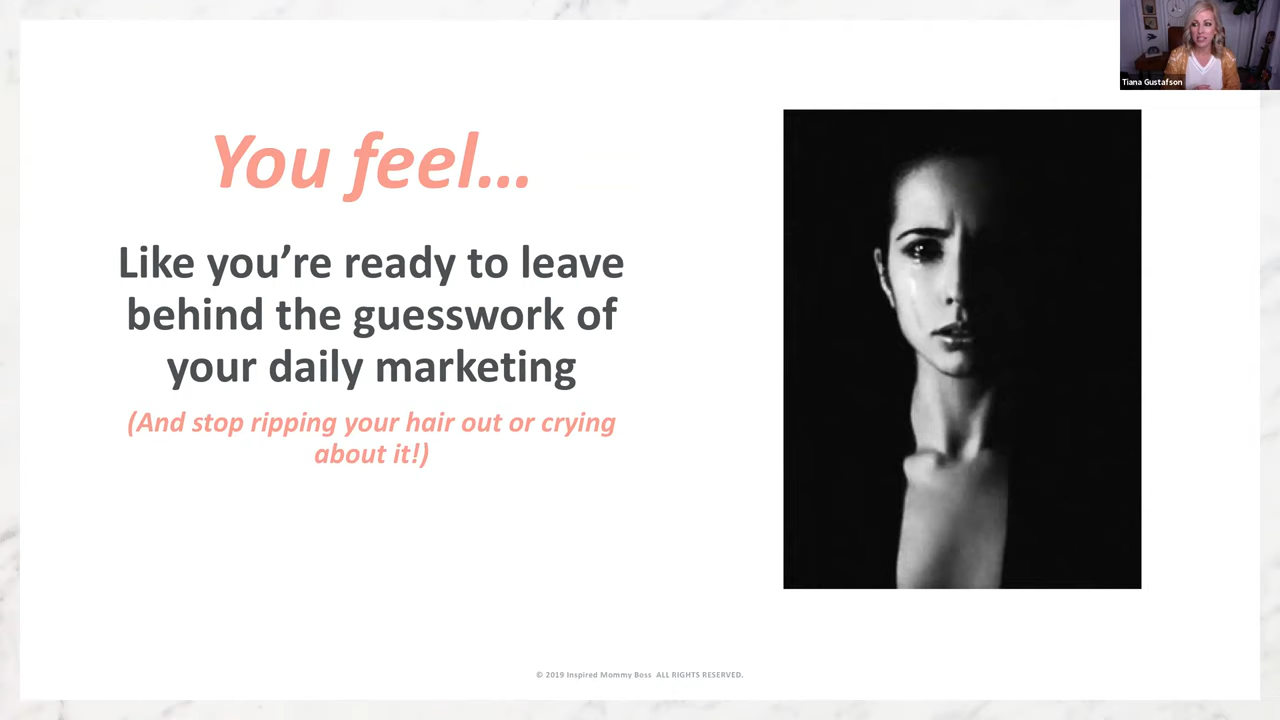 Tiana Gustafson
You feel...
Like you're ready to leave
behind the guesswork of
your daily marketing
(And stop ripping your hair out or crying
about it!)
© 2019 Inspired Mommy Boss ALL RIGHTS RESERVED.